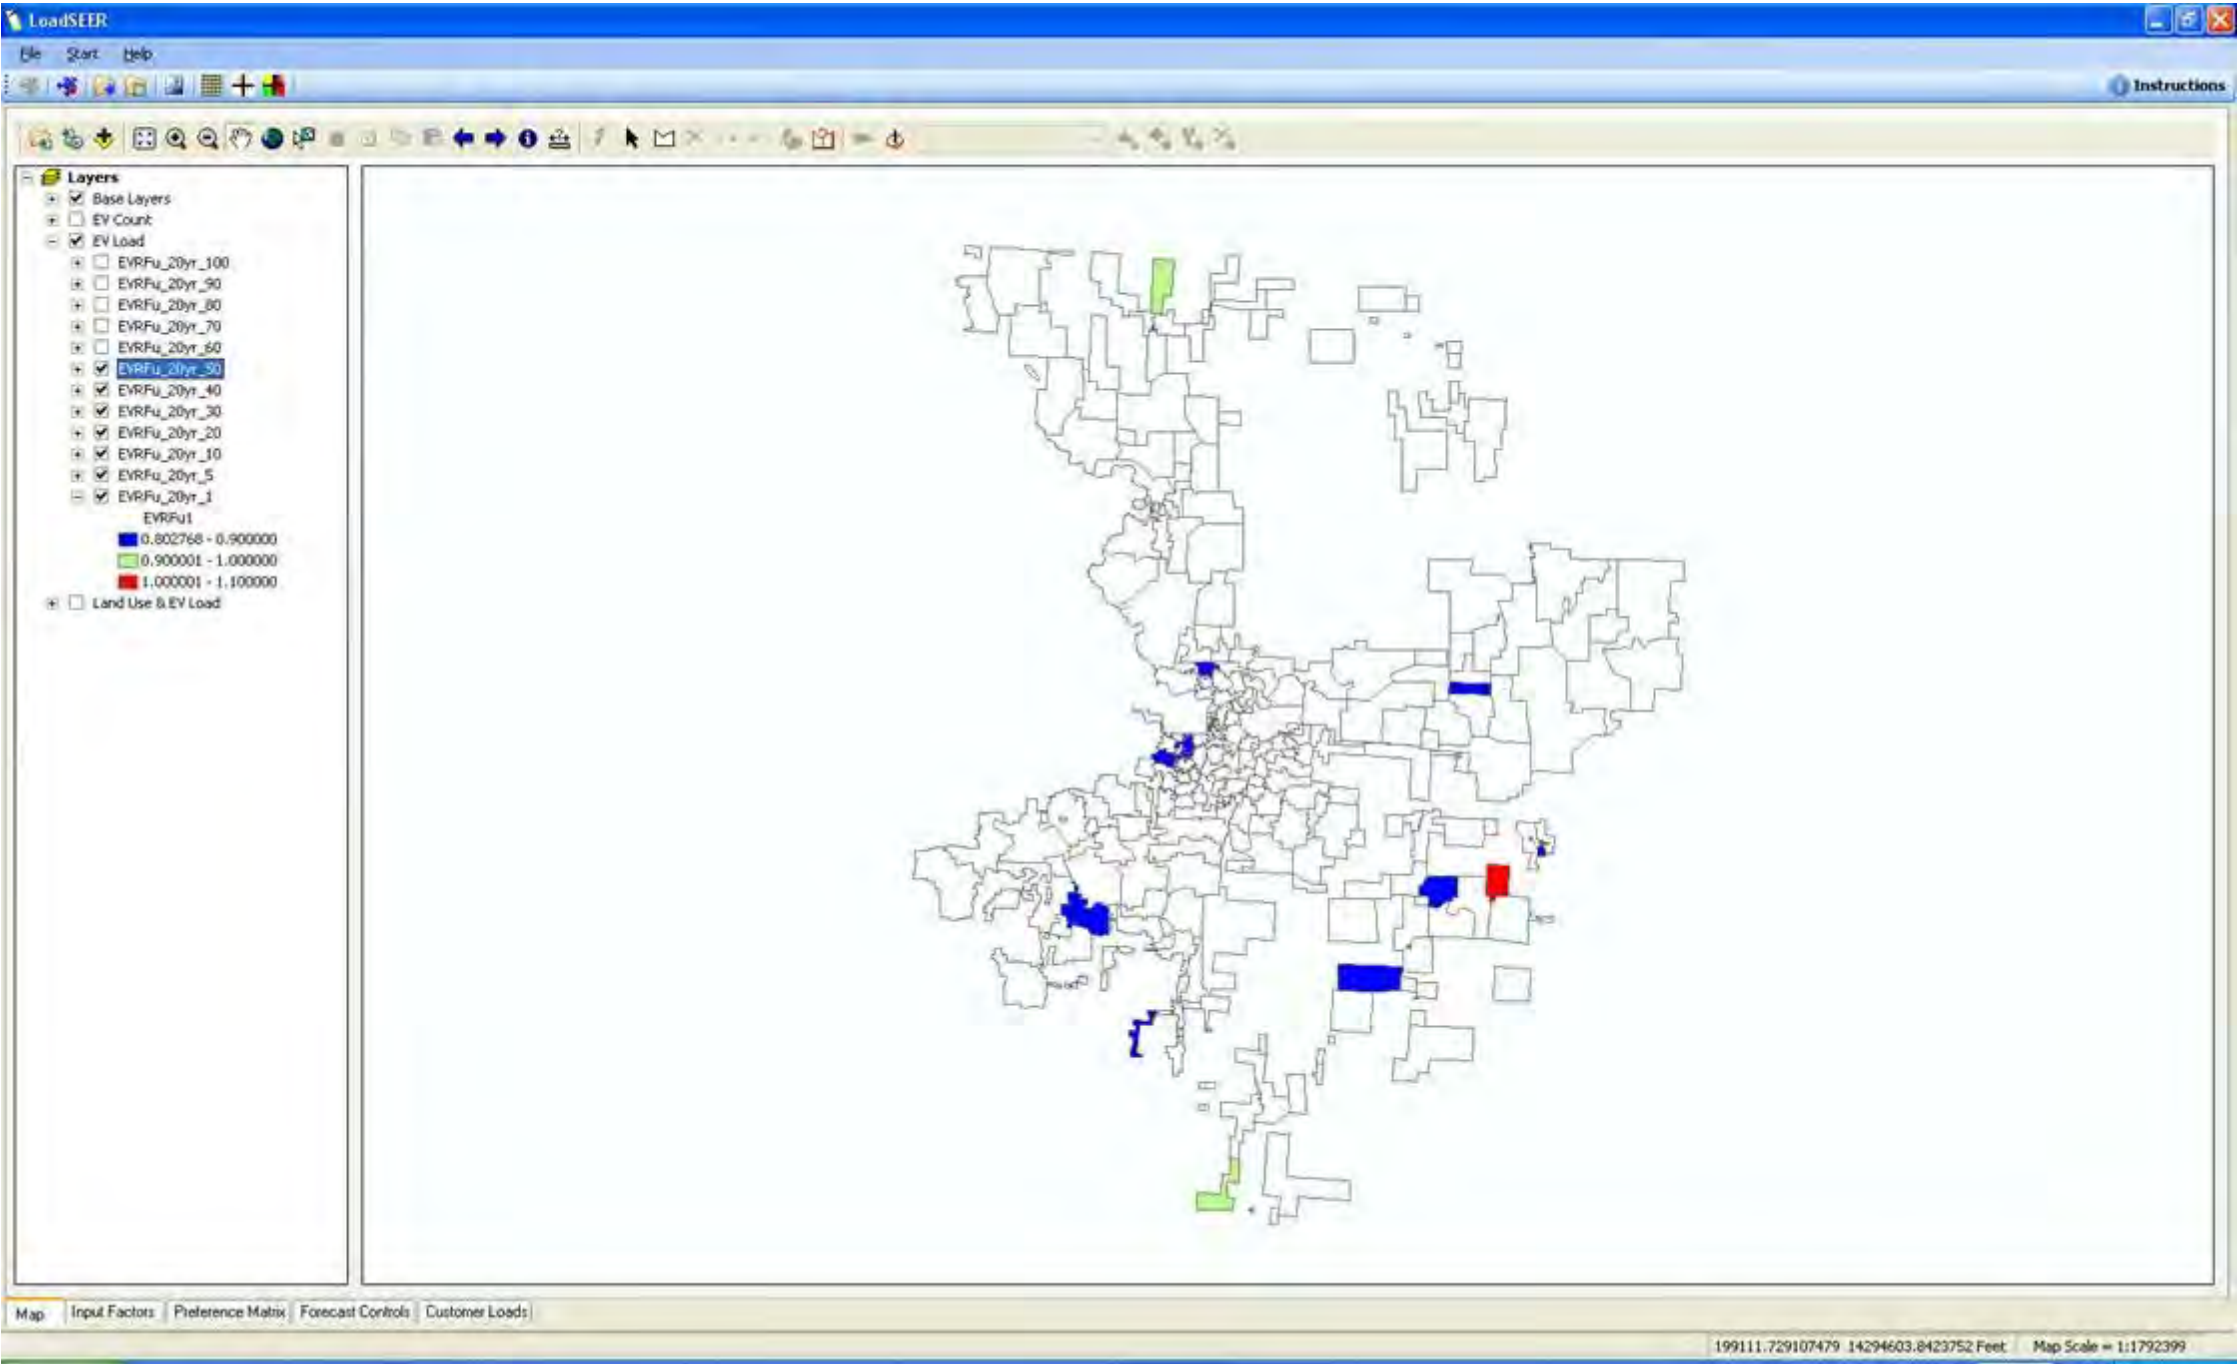 LoadSEER
File Start Help
Instructions
Layers
Base Layers
EV Count
EV Load
EVRFu_20yr_100
EVRFu_20yr_90
EVRFu_20yr_80
EVRFu_20yr_70
EVRFu_20yr_60
EVRFu_20yr_50
EVRFu_20yr_40
EVRFu_20yr_30
EVRFu_20yr_20
EVRFu_20yr_10
EVRFu_20yr_5
EVRFu_20yr_1
EVRFu1
0.802768 - 0.900000
0.900001 - 1.000000
1.000001 - 1.100000
Land Use & EV Load
Map Input Factors Preference Matrix Forecast Controls Customer Loads
199111.729107479 14294603.8423752 Feet Map Scale = 1:1792399